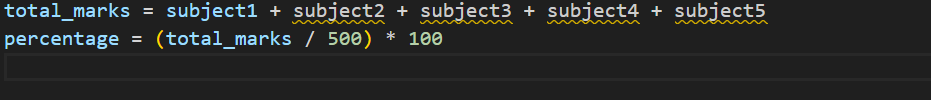 total_marks = subject1 + subject2 + subject3 + subject4 + subject5
percentage = (total_marks / 500) * 100